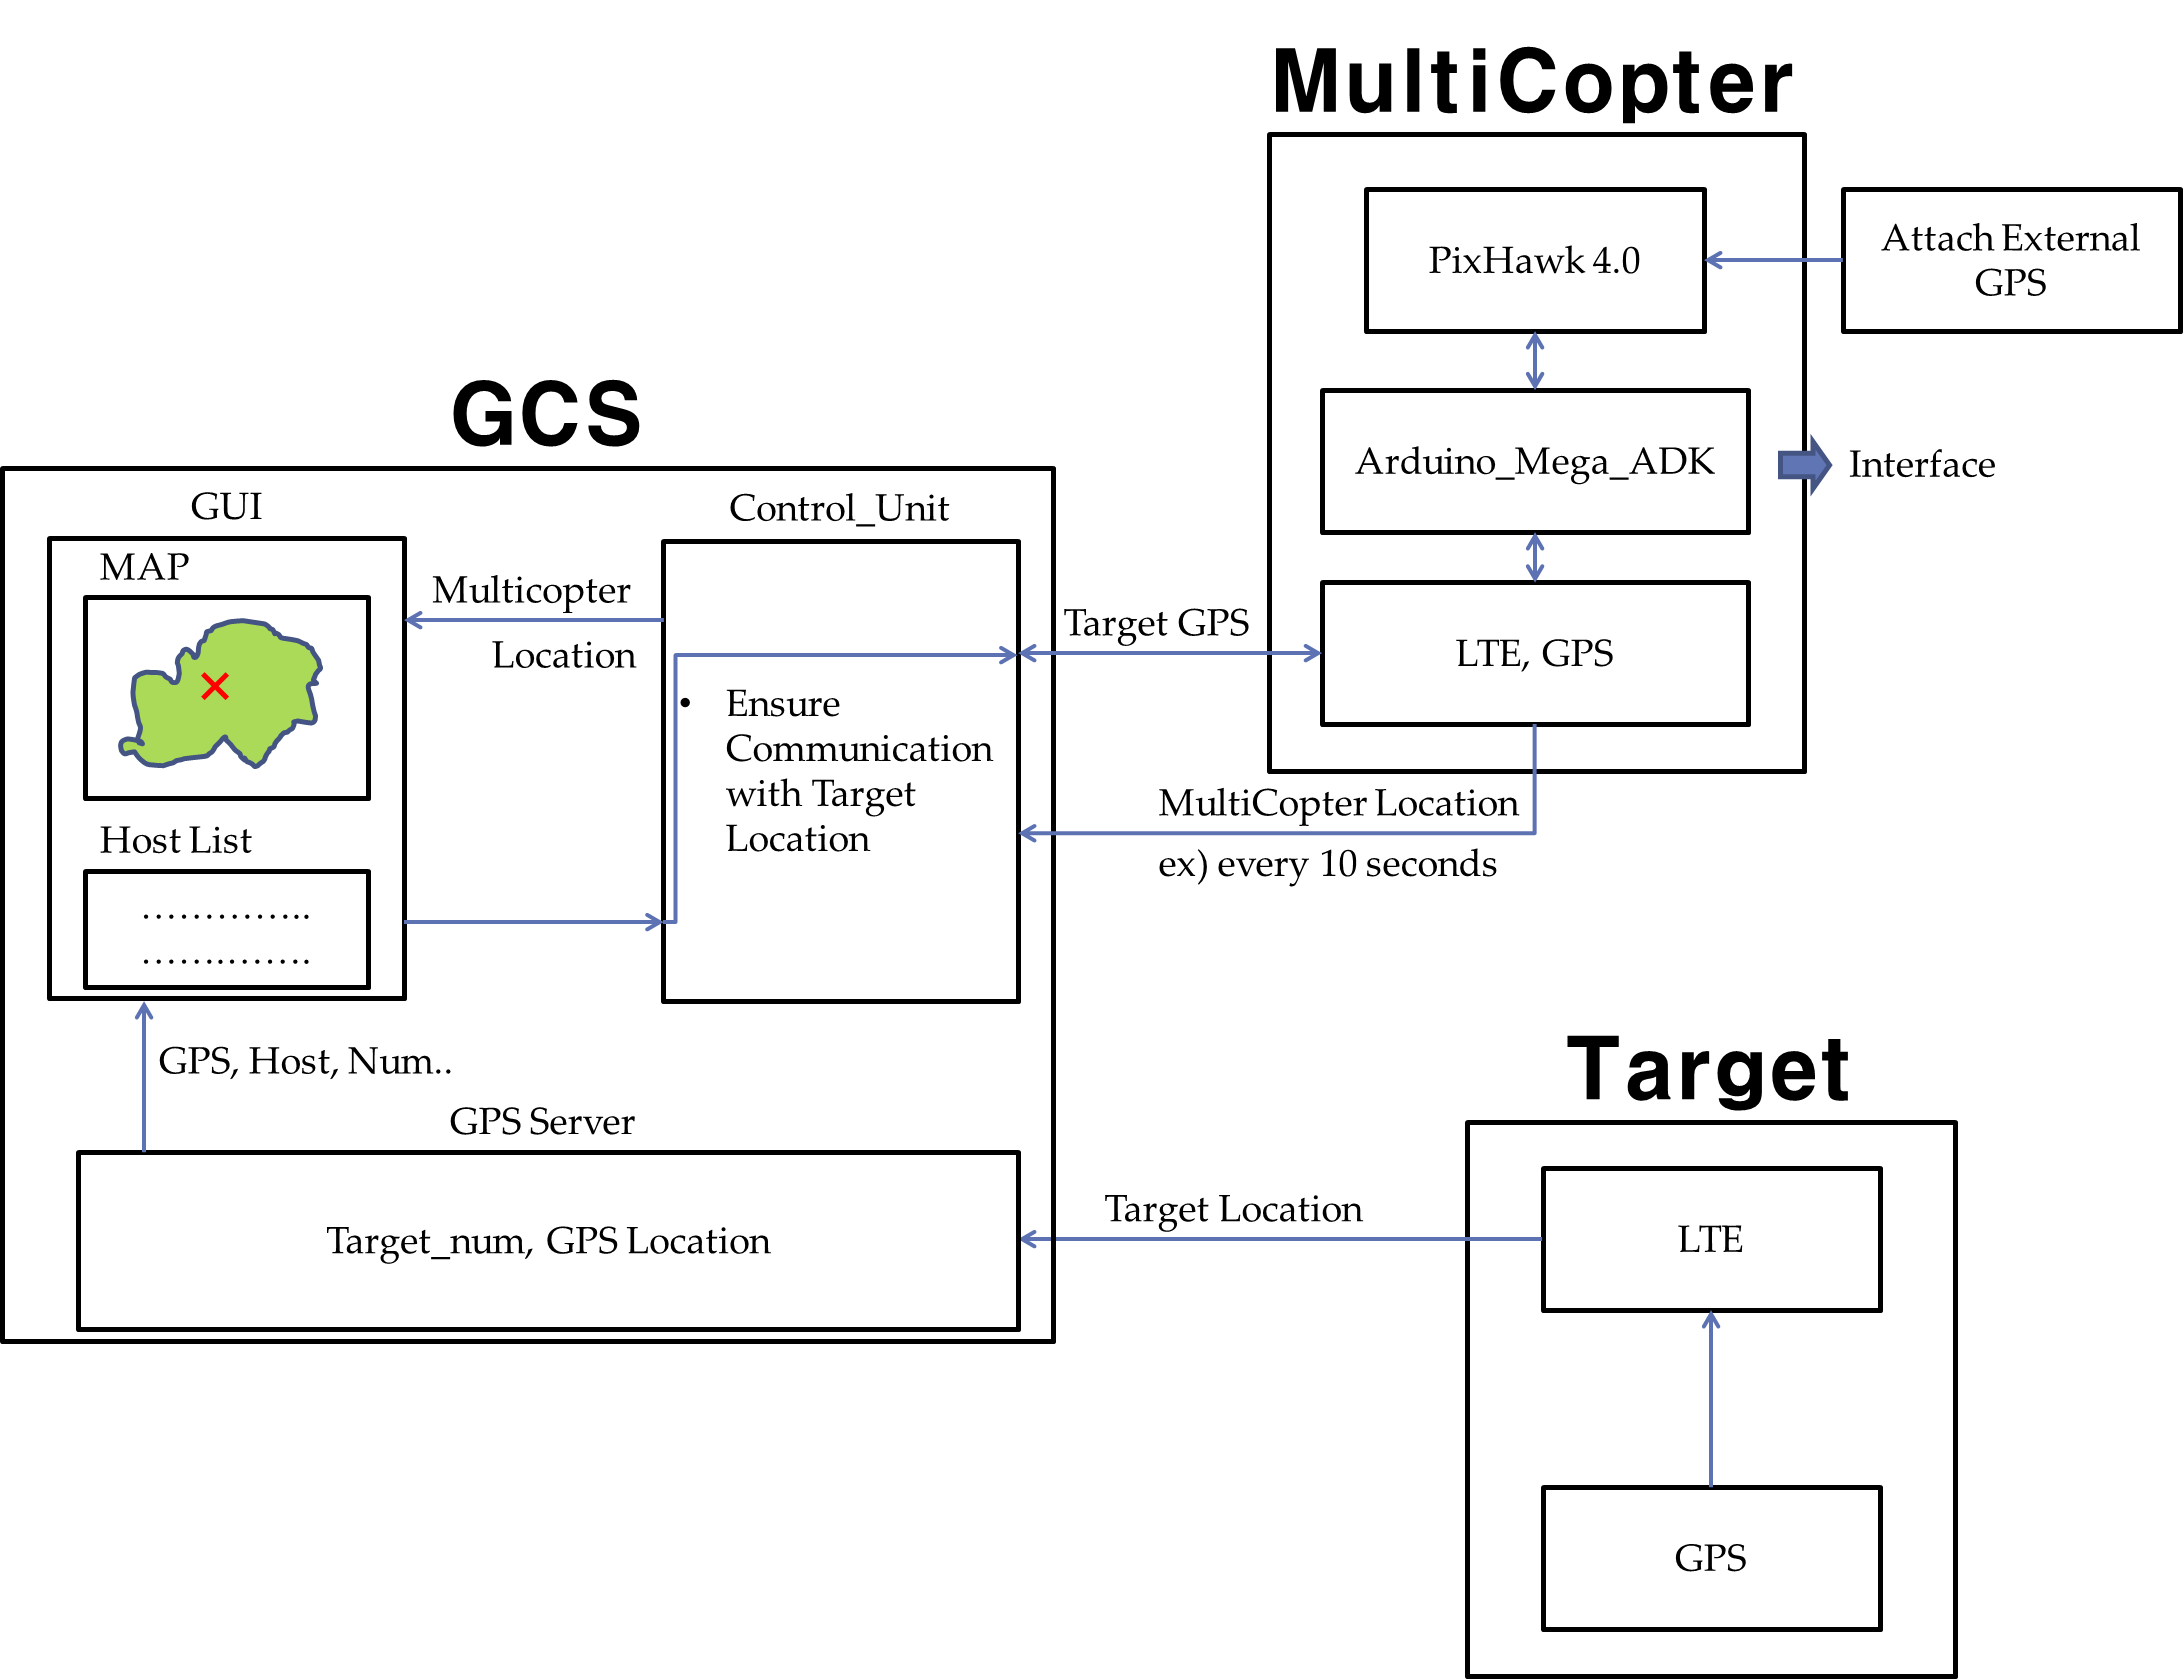 MultiCopter
PixHawk 4.0
Attach External
GPS
Arduino_Mega_ADK
Interface
LTE, GPS
GCS
GUI
MAP
Host List
…………..
…………..
Control_Unit
Multicopter
Location
• Ensure
Communication
with Target
Location
Target GPS
MultiCopter Location
ex) every 10 seconds
GPS, Host, Num..
GPS Server
Target_num, GPS Location
Target Location
Target
LTE
GPS